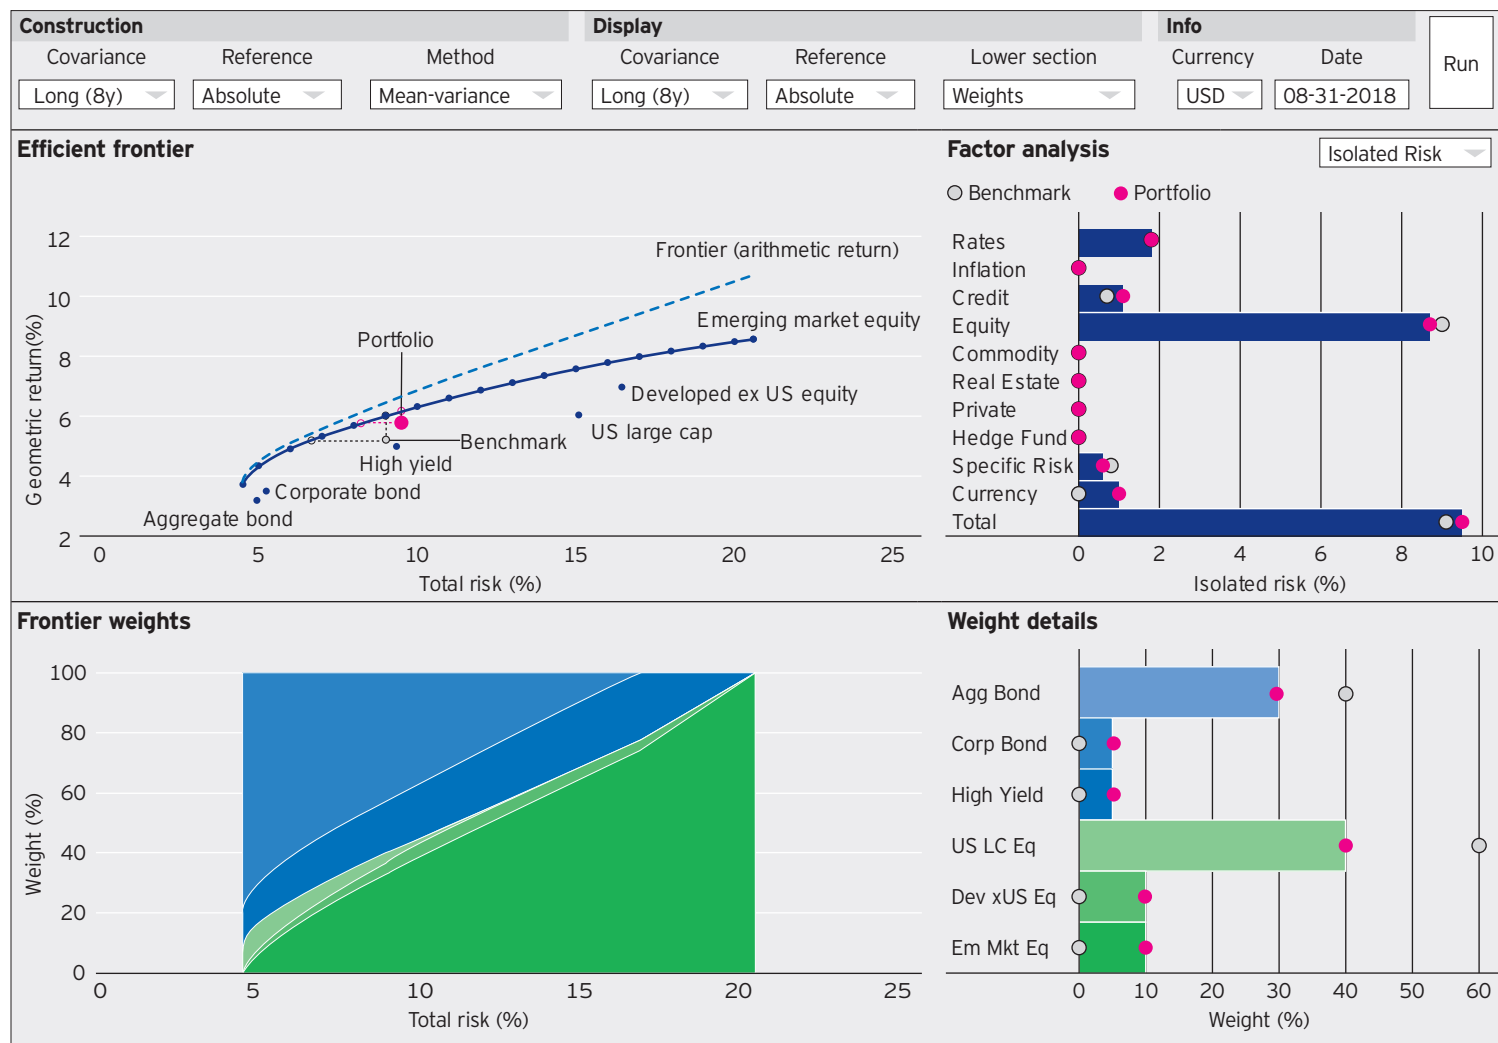 Construction
Display
Info
Covariance
Reference
Method
Covariance
Reference
Lower section
Currency
Date
Run
Long (8y)
Absolute
Mean-variance
Long (8y)
Absolute
Weights
USD
08-31-2018
Efficient frontier
12
10
8
6
4
2
Geometric return(%)
Frontier (arithmetic return)
Emerging market equity
Portfolio
Developed ex US equity
US large cap
Benchmark
High yield
Corporate bond
Aggregate bond
0 5 10 15 20 25
Total risk (%)
Factor analysis
Isolated Risk
Benchmark
Portfolio
Rates
Inflation
Credit
Equity
Commodity
Real Estate
Private
Hedge Fund
Specific Risk
Currency
Total
0 2 4 6 8 10
Isolated risk (%)
Frontier weights
100
80
60
40
20
0
Weight (%)
0 5 10 15 20 25
Total risk (%)
Weight details
Agg Bond
Corp Bond
High Yield
US LC Eq
Dev xUS Eq
Em Mkt Eq
0 10 20 30 40 50 60
Weight (%)